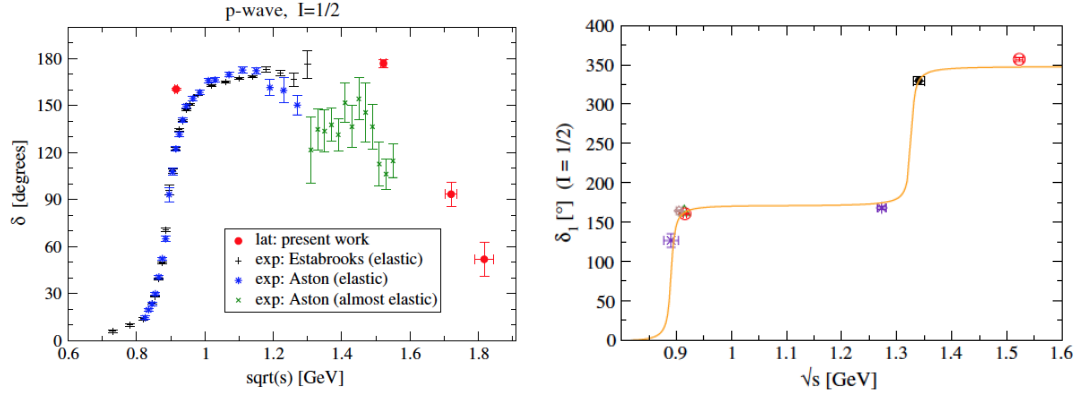 p-wave, I=1/2
180
150
120
90
60
30
0
δ [degrees]
lat: present work
exp: Estabrooks (elastic)
exp: Aston (elastic)
exp: Aston (almost elastic)
0.6 0.8 1 1.2 1.4 1.6 1.8
sqrt(s) [GeV]
400
350
300
250
200
150
100
50
0
δ₁ [°] (I = 1/2)
0.9 1 1.1 1.2 1.3 1.4 1.5 1.6
√s [GeV]